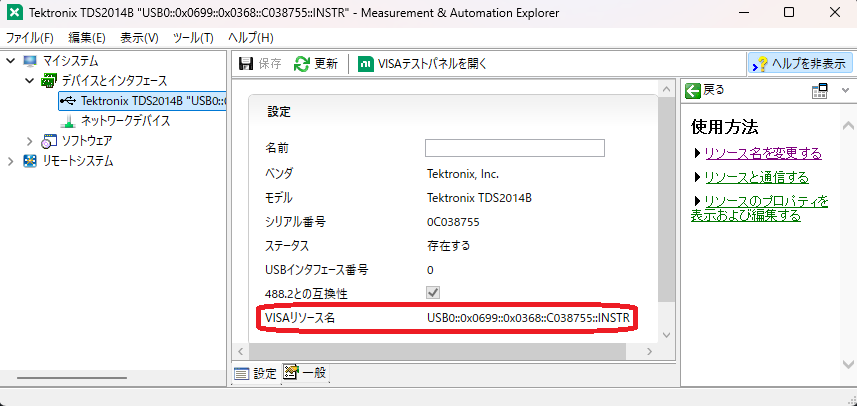 Tektronix TDS2014B "USB0::0x0699::0x0368::C038755::INSTR" - Measurement & Automation Explorer
ファイル(F) 編集(E) 表示(V) ツール(T) ヘルプ(H)
マイシステム
デバイスとインタフェース
Tektronix TDS2014B "USB0::
ネットワークデバイス
ソフトウェア
リモートシステム
保存 更新 VISAテストパネルを開く ヘルプを非表示
設定
名前
ベンダ Tektronix, Inc.
モデル Tektronix TDS2014B
シリアル番号 0C038755
ステータス 存在する
USBインタフェース番号 0
488.2との互換性
VISAリソース名 USB0::0x0699::0x0368::C038755::INSTR
設定 一般
戻る
使用方法
リソース名を変更する
リソースと通信する
リソースのプロパティを
表示および編集する